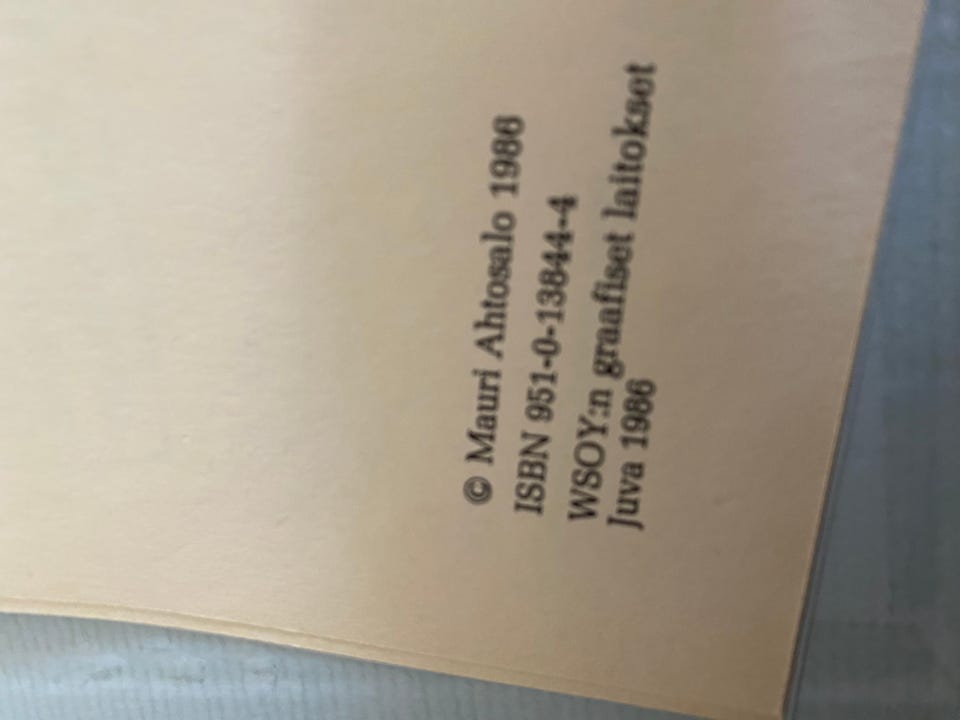 © Mauri Ahtosalo 1986
ISBN 951-0-13844-4
WSOY:n graafiset laitokset
Juva 1986